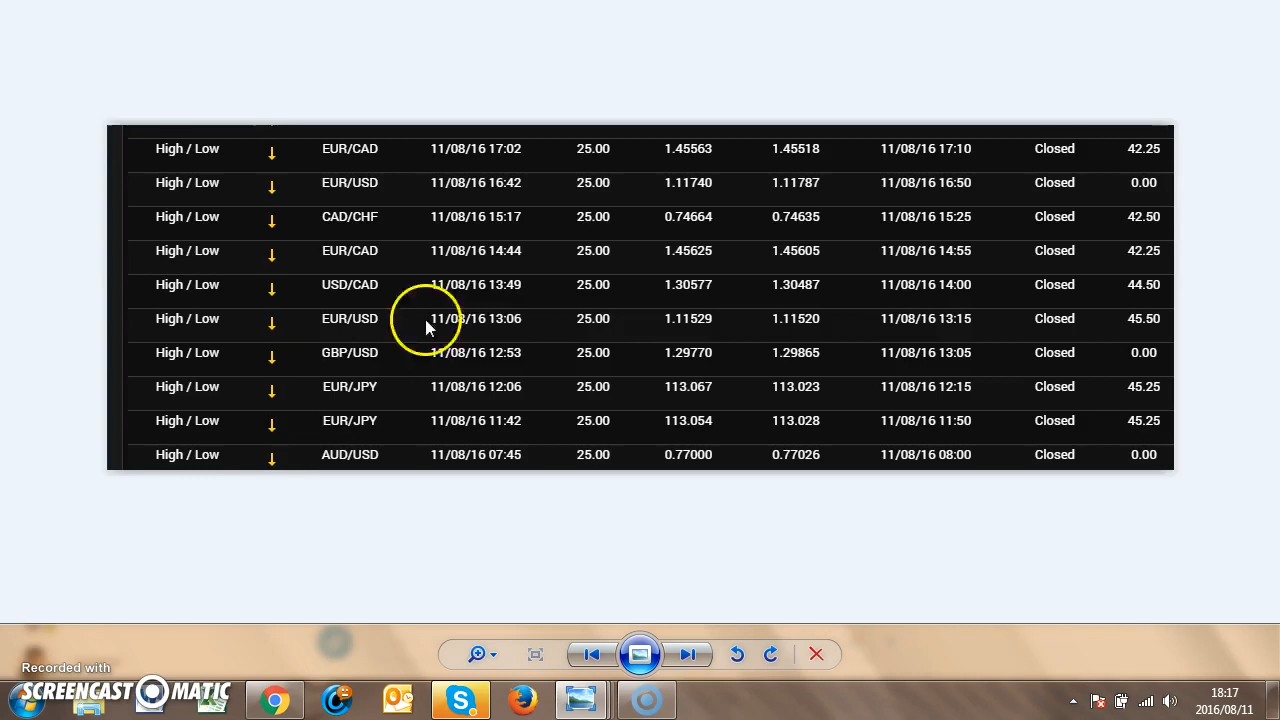 High / Low ↓ EUR/CAD 11/08/16 17:02 25.00 1.45563 1.45518 11/08/16 17:10 Closed 42.25
High / Low ↓ EUR/USD 11/08/16 16:42 25.00 1.11740 1.11787 11/08/16 16:50 Closed 0.00
High / Low ↓ CAD/CHF 11/08/16 15:17 25.00 0.74664 0.74635 11/08/16 15:25 Closed 42.50
High / Low ↓ EUR/CAD 11/08/16 14:44 25.00 1.45625 1.45605 11/08/16 14:55 Closed 42.25
High / Low ↓ USD/CAD 11/08/16 13:49 25.00 1.30577 1.30487 11/08/16 14:00 Closed 44.50
High / Low ↓ EUR/USD 11/08/16 13:06 25.00 1.11529 1.11520 11/08/16 13:15 Closed 45.50
High / Low ↓ GBP/USD 11/08/16 12:53 25.00 1.29770 1.29865 11/08/16 13:05 Closed 0.00
High / Low ↓ EUR/JPY 11/08/16 12:06 25.00 113.067 113.023 11/08/16 12:15 Closed 45.25
High / Low ↓ EUR/JPY 11/08/16 11:42 25.00 113.054 113.028 11/08/16 11:50 Closed 45.25
High / Low ↓ AUD/USD 11/08/16 07:45 25.00 0.77000 0.77026 11/08/16 08:00 Closed 0.00
Recorded with
SCREENCAST MATIC
18:17
2016/08/11